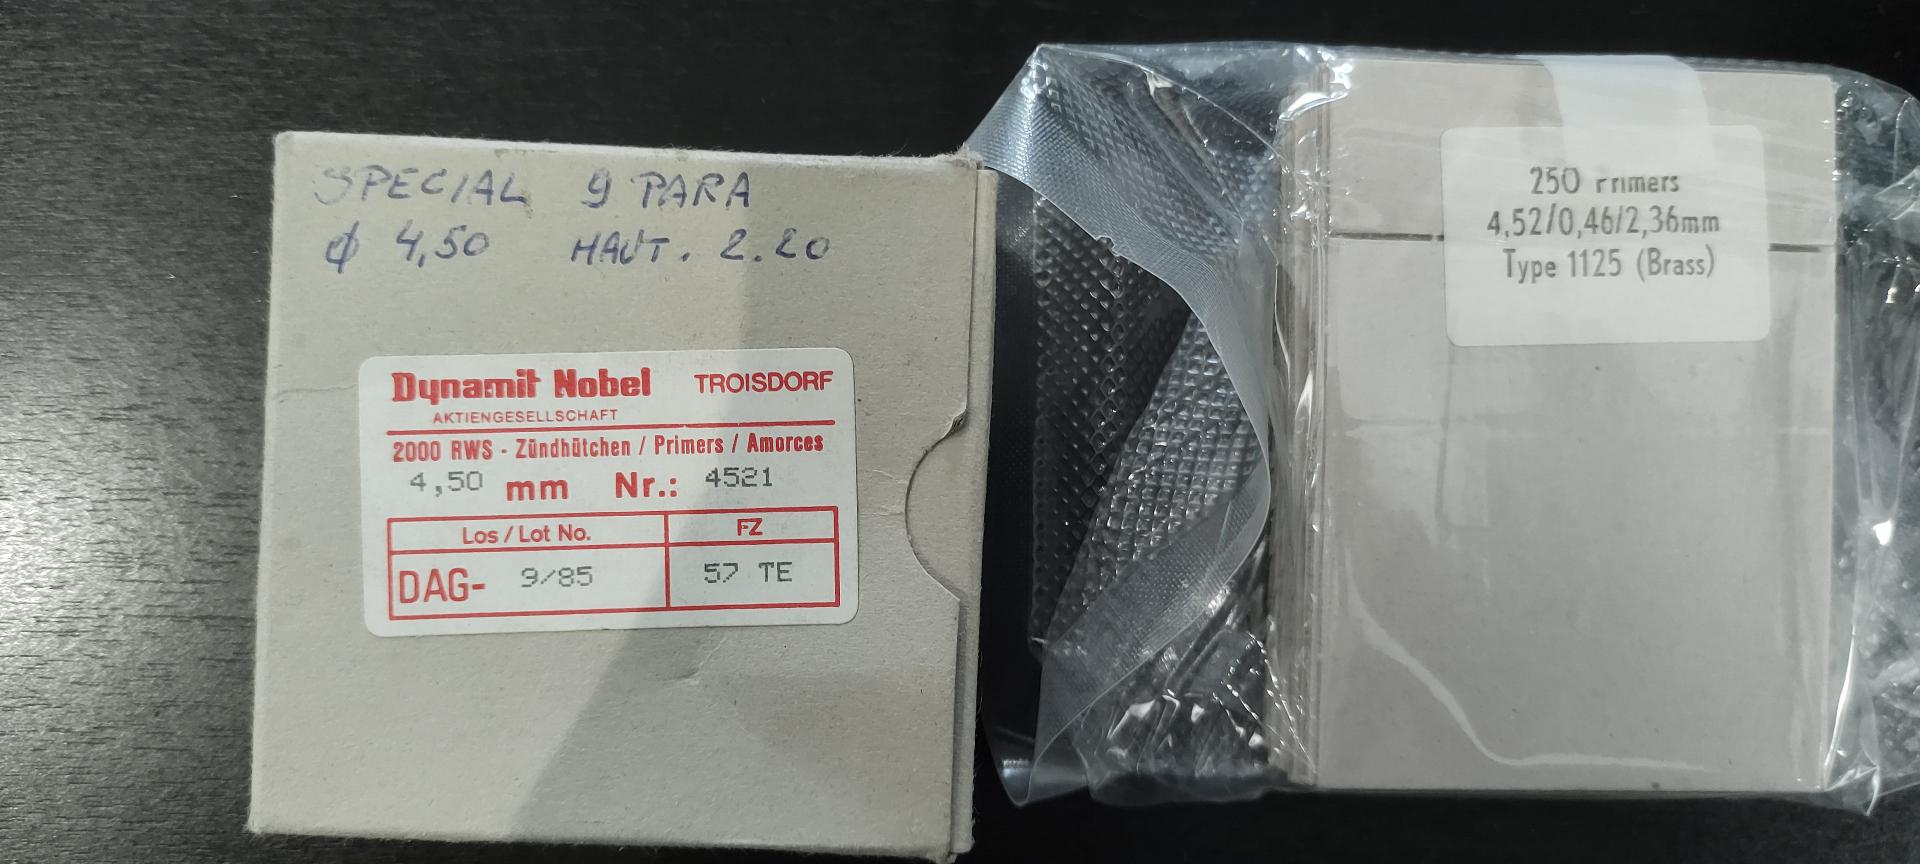 SPECIAL 9 PARA
ϕ 4,50 HAUT. 2.20
Dynamit Nobel TROISDORF
AKTIENGESELLSCHAFT
2000 RWS - Zündhütchen / Primers / Amorces
4,50 mm Nr.: 4521
Los / Lot No. FZ
DAG- 9/85 57 TE
250 Primers
4,52/0,46/2,36mm
Type 1125 (Brass)